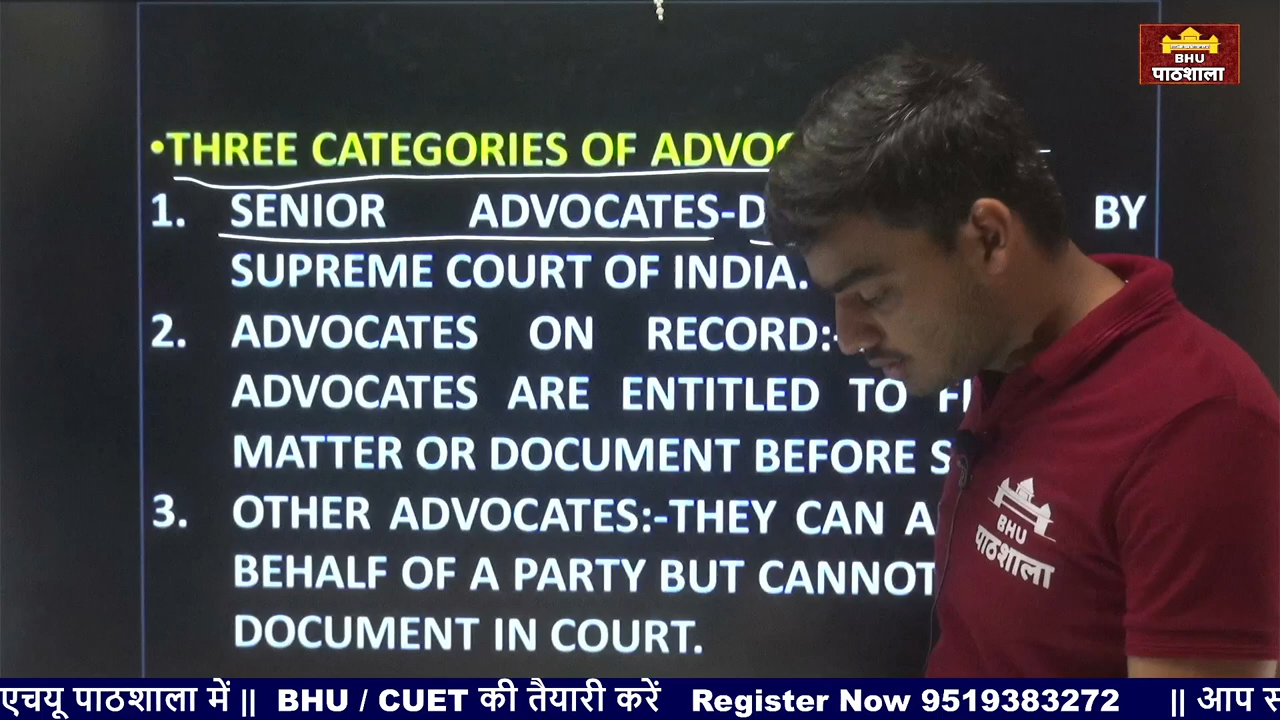 BHU
पाठशाला
•THREE CATEGORIES OF
1. SENIOR ADVOCATES- BY
SUPREME COURT OF INDIA.
2. ADVOCATES ON RECORD:-
ADVOCATES ARE ENTITLED TO
MATTER OR DOCUMENT BEFORE
3. OTHER ADVOCATES:-THEY CAN
BEHALF OF A PARTY BUT CANNOT
DOCUMENT IN COURT.
BHU
पाठशाला
एचयू पाठशाला में || BHU / CUET की तैयारी करें Register Now 9519383272 || आप